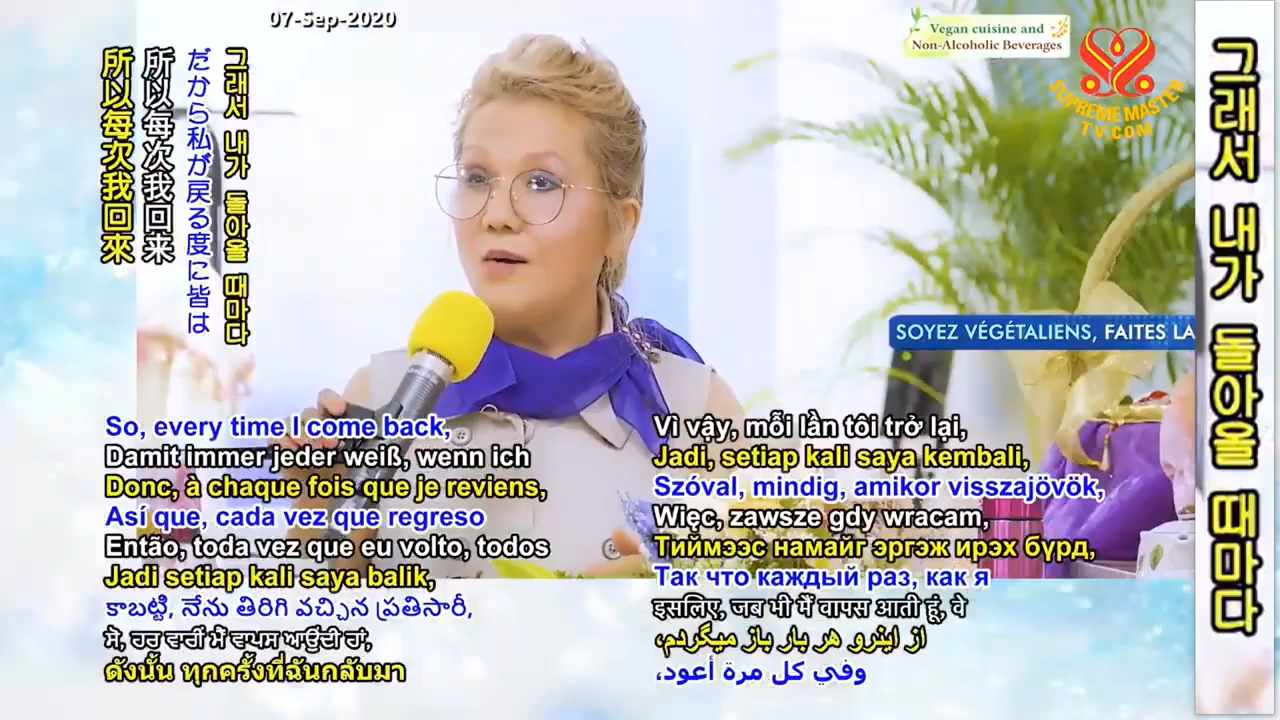 07-Sep-2020
Vegan cuisine and
Non-Alcoholic Beverages
SUPREME MASTER
TV.COM
所以每次我回來
所以每次我回来
だから私が戻る度に皆は
그래서 내가 돌아올 때마다
그래서 내가 돌아올 때마다
SOYEZ VÉGÉTALIENS, FAITES LA
So, every time I come back,
Damit immer jeder weiß, wenn ich
Donc, à chaque fois que je reviens,
Así que, cada vez que regreso
Então, toda vez que eu volto, todos
Jadi setiap kali saya balik,
కాబట్టి, నేను తిరిగి వచ్చిన ప్రతిసారీ,
ਸੋ, ਹਰ ਵਾਰੀਂ ਮੈਂ ਵਾਪਸ ਆਉਂਦੀ ਹਾਂ,
ดังนั้น ทุกครั้งที่ฉันกลับมา
Vì vậy, mỗi lần tôi trở lại,
Jadi, setiap kali saya kembali,
Szóval, mindig, amikor visszajövök,
Więc, zawsze gdy wracam,
Тиймээс намайг эргэж ирэх бүрд,
Так что каждый раз, как я
इसलिए, जब भी मैं वापस आती हूं, वे
از اینرو هر بار باز میگردم،
وفي كل مرة أعود،